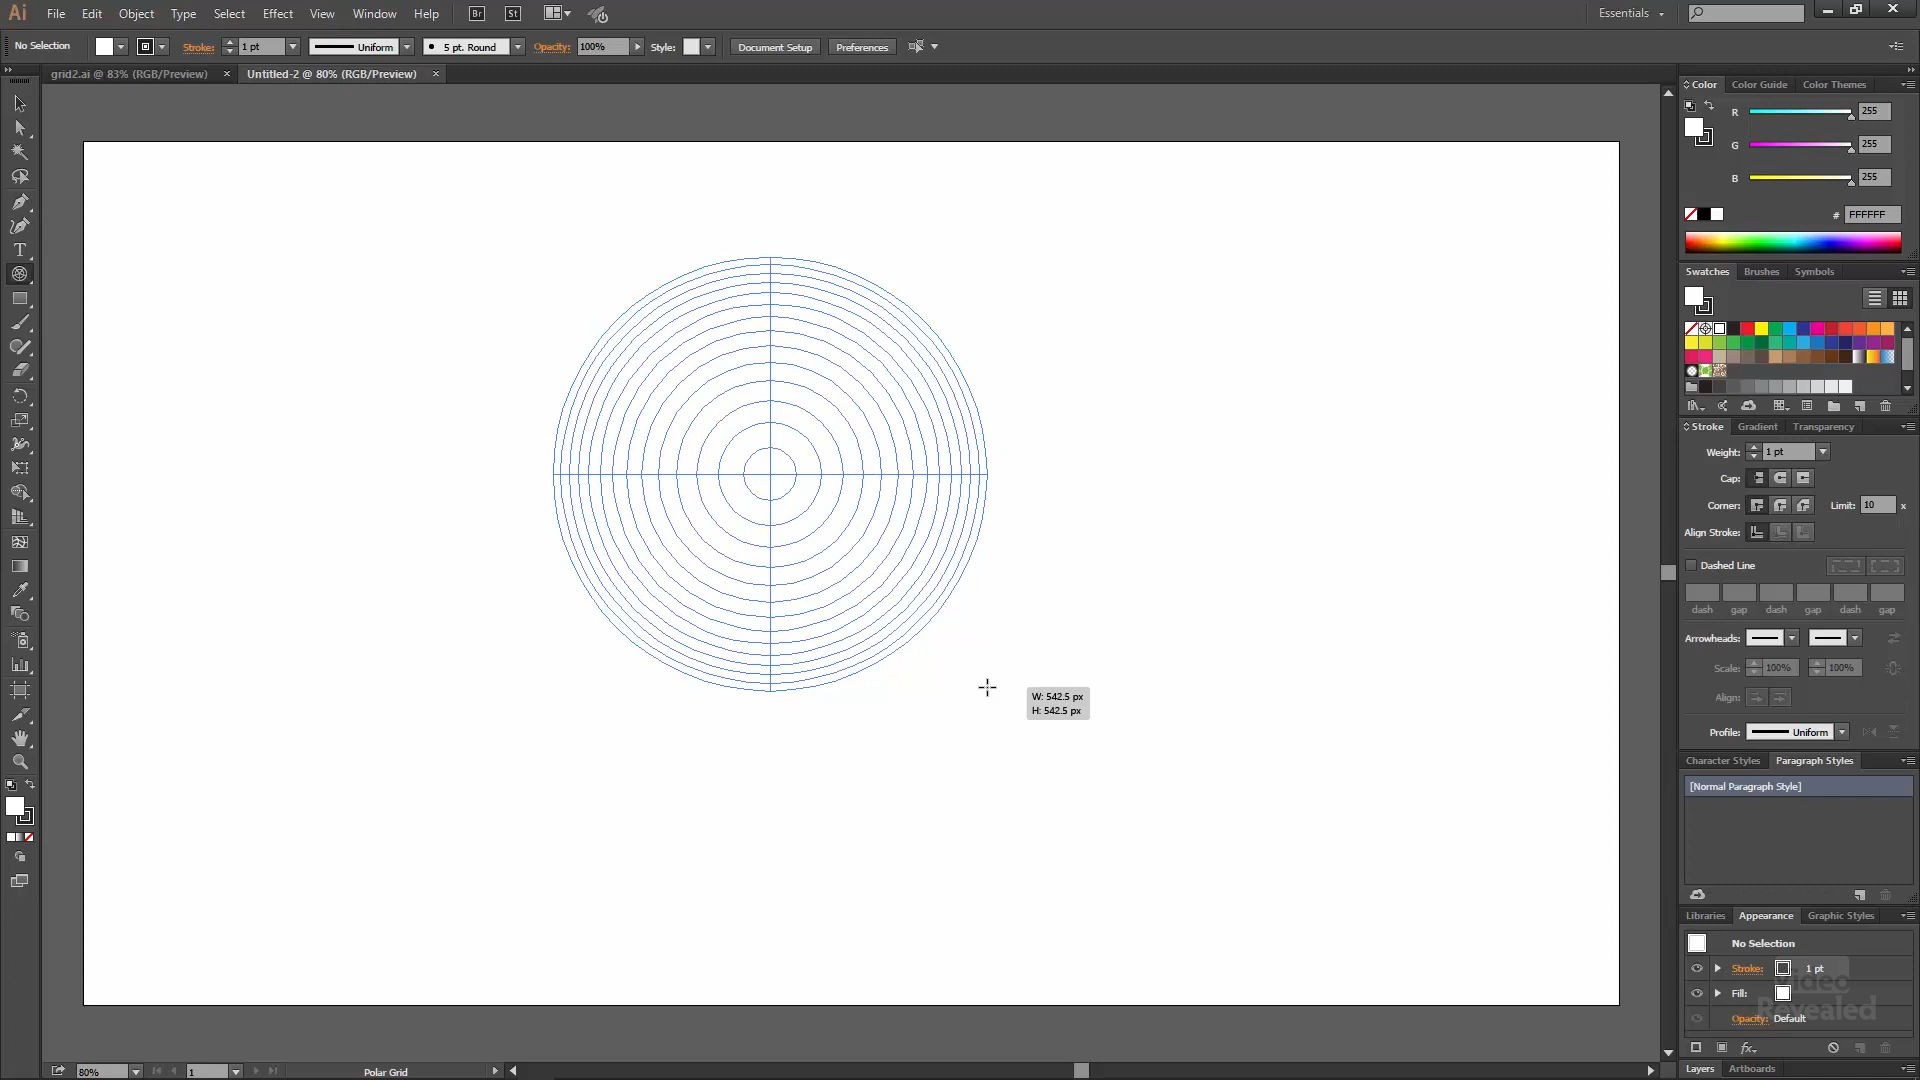 Ai File Edit Object Type Select Effect View Window Help Br St Essentials
No Selection Stroke: 1 pt Uniform 5 pt. Round Opacity: 100% Style: Document Setup Preferences
grid2.ai @ 83% (RGB/Preview) × Untitled-2 @ 80% (RGB/Preview) ×
Color Color Guide Color Themes
R 255
G 255
B 255
# FFFFFF
Swatches Brushes Symbols
Stroke Gradient Transparency
Weight: 1 pt
Cap:
Corner: Limit: 10 x
Align Stroke:
Dashed Line
dash gap dash gap dash gap
Arrowheads:
Scale: 100% 100%
Align:
Profile: Uniform
W: 542.5 px
H: 542.5 px
Character Styles Paragraph Styles
[Normal Paragraph Style]
Libraries Appearance Graphic Styles
No Selection
Stroke: 1 pt
Fill:
Opacity: Default
Video
Revealed
fx
Layers Artboards
80% 1 Polar Grid